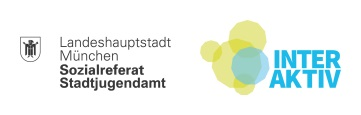 Landeshauptstadt
München
Sozialreferat
Stadtjugendamt
INTER
AKTIV